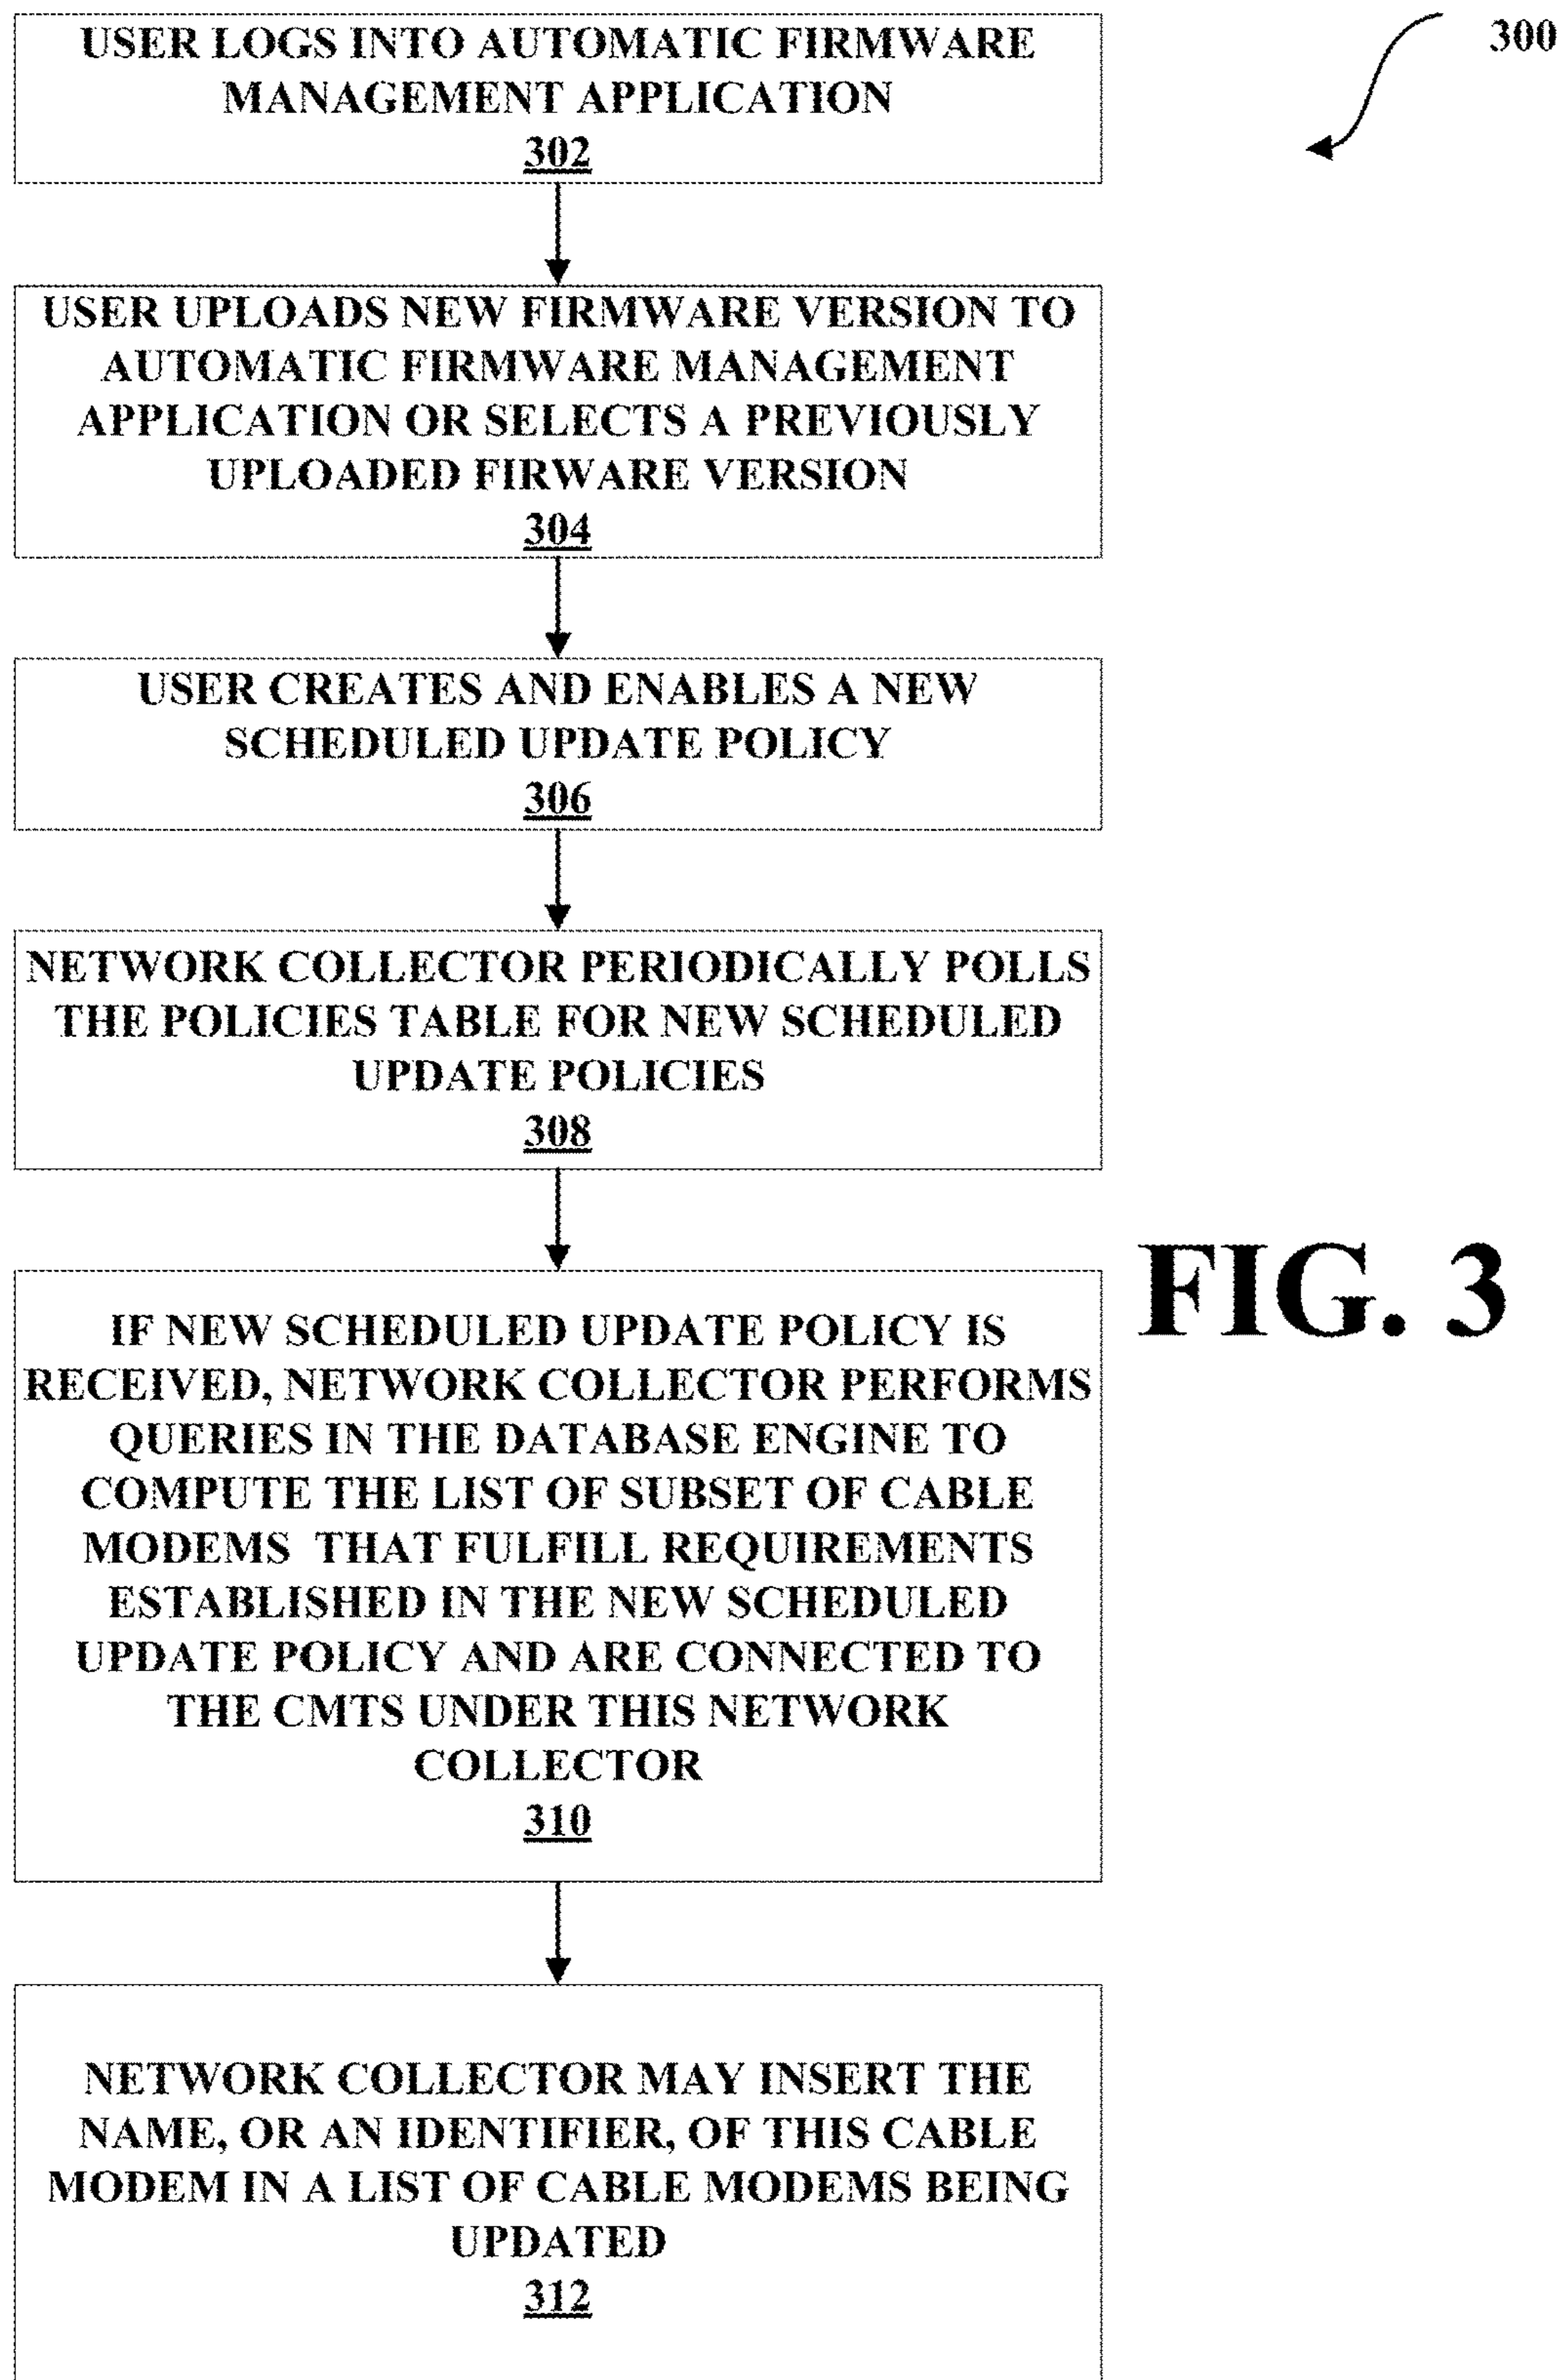 USER LOGS INTO AUTOMATIC FIRMWARE
MANAGEMENT APPLICATION
302
300
USER UPLOADS NEW FIRMWARE VERSION TO
AUTOMATIC FIRMWARE MANAGEMENT
APPLICATION OR SELECTS A PREVIOUSLY
UPLOADED FIRWARE VERSION
304
USER CREATES AND ENABLES A NEW
SCHEDULED UPDATE POLICY
306
NETWORK COLLECTOR PERIODICALLY POLLS
THE POLICIES TABLE FOR NEW SCHEDULED
UPDATE POLICIES
308
FIG. 3
IF NEW SCHEDULED UPDATE POLICY IS
RECEIVED, NETWORK COLLECTOR PERFORMS
QUERIES IN THE DATABASE ENGINE TO
COMPUTE THE LIST OF SUBSET OF CABLE
MODEMS THAT FULFILL REQUIREMENTS
ESTABLISHED IN THE NEW SCHEDULED
UPDATE POLICY AND ARE CONNECTED TO
THE CMTS UNDER THIS NETWORK
COLLECTOR
310
NETWORK COLLECTOR MAY INSERT THE
NAME, OR AN IDENTIFIER, OF THIS CABLE
MODEM IN A LIST OF CABLE MODEMS BEING
UPDATED
312